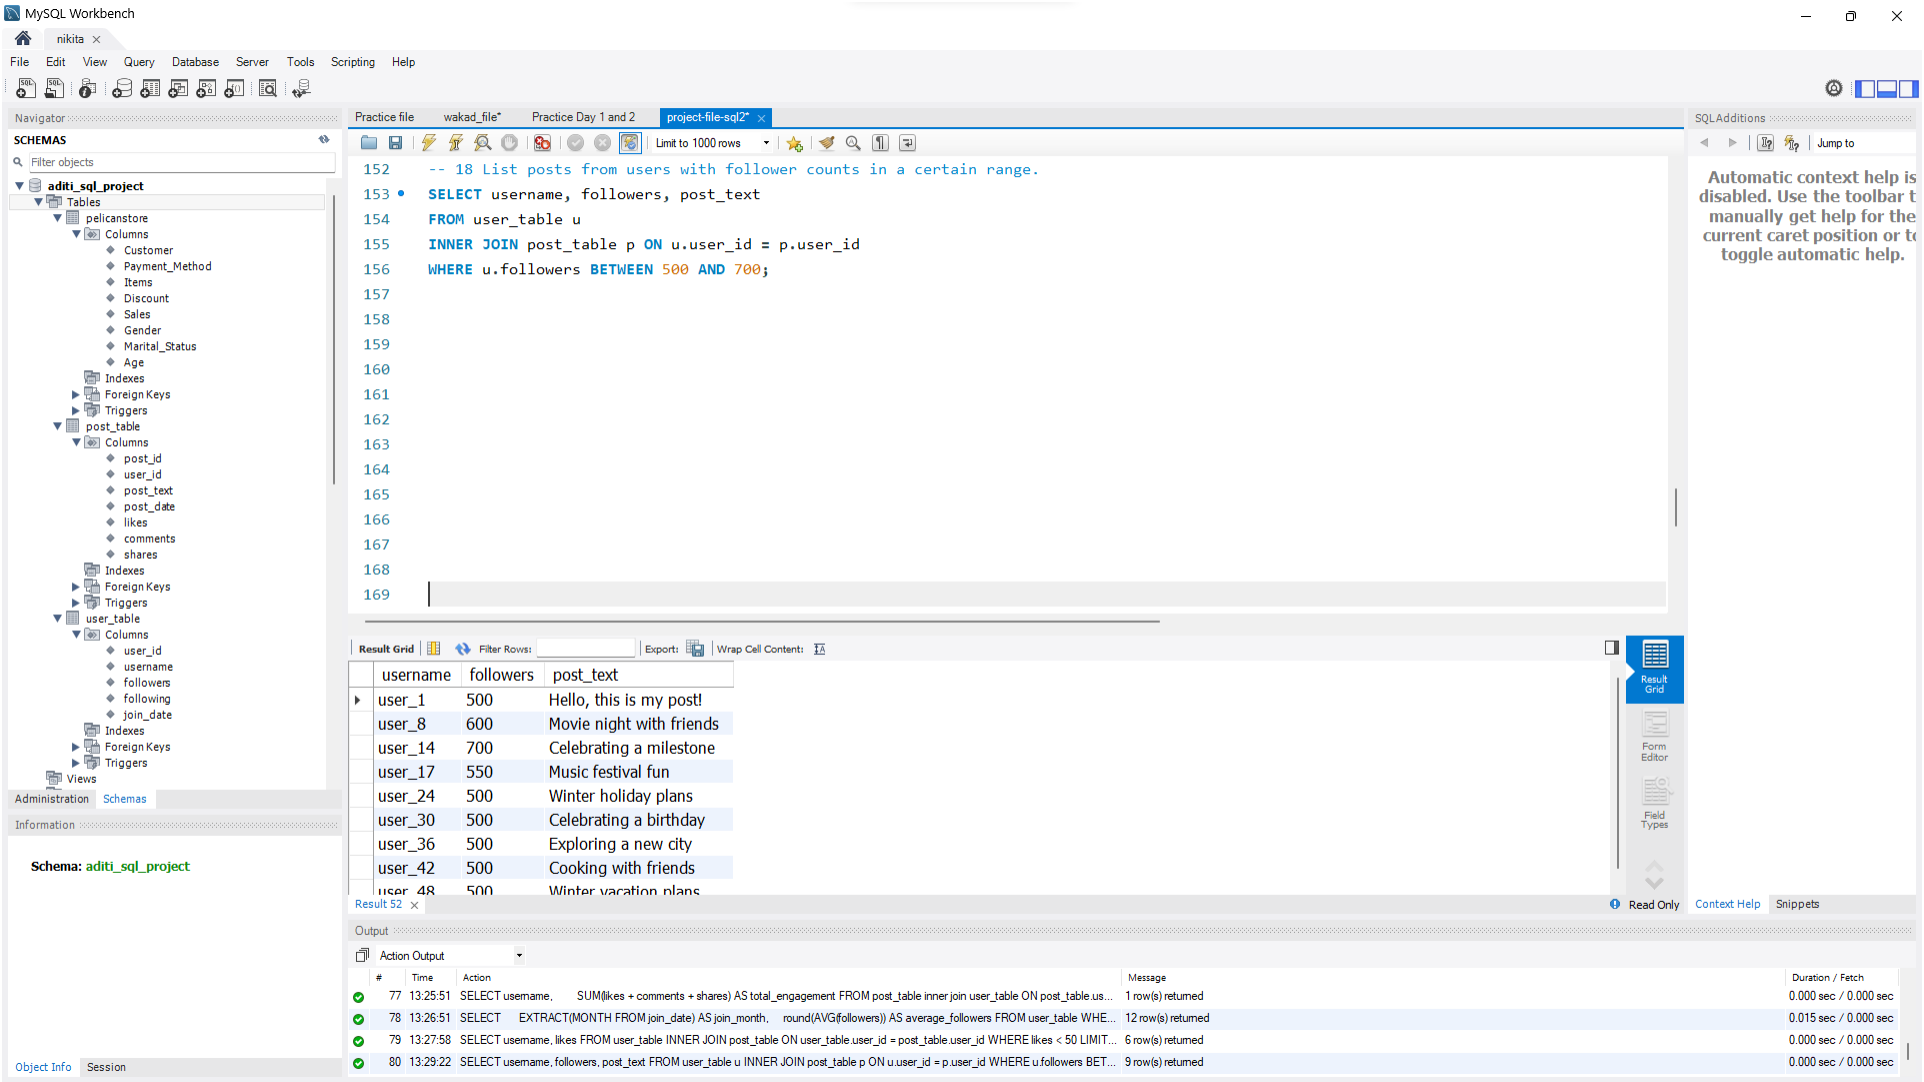 MySQL Workbench
nikita
File Edit View Query Database Server Tools Scripting Help
Navigator
SCHEMAS
Filter objects
aditi_sql_project
Tables
pelicanstore
Columns
Customer
Payment_Method
Items
Discount
Sales
Gender
Marital_Status
Age
Indexes
Foreign Keys
Triggers
post_table
Columns
post_id
user_id
post_text
post_date
likes
comments
shares
Indexes
Foreign Keys
Triggers
user_table
Columns
user_id
username
followers
following
join_date
Indexes
Foreign Keys
Triggers
Views
Administration Schemas
Information
Schema: aditi_sql_project
Object Info Session
Practice file wakad_file* Practice Day 1 and 2 project-file-sql2*
Limit to 1000 rows
152 -- 18 List posts from users with follower counts in a certain range.
153 SELECT username, followers, post_text
154 FROM user_table u
155 INNER JOIN post_table p ON u.user_id = p.user_id
156 WHERE u.followers BETWEEN 500 AND 700;
157
158
159
160
161
162
163
164
165
166
167
168
169
Result Grid Filter Rows: Export: Wrap Cell Content:
username followers post_text
user_1 500 Hello, this is my post!
user_8 600 Movie night with friends
user_14 700 Celebrating a milestone
user_17 550 Music festival fun
user_24 500 Winter holiday plans
user_30 500 Celebrating a birthday
user_36 500 Exploring a new city
user_42 500 Cooking with friends
user_48 500 Winter vacation plans
Result Grid
Form Editor
Field Types
Result 52
Read Only
SQLAdditions
Jump to
Automatic context help is
disabled. Use the toolbar t
manually get help for the
current caret position or to
toggle automatic help.
Context Help Snippets
Output
Action Output
# Time Action Message Duration / Fetch
77 13:25:51 SELECT username, SUM(likes + comments + shares) AS total_engagement FROM post_table inner join user_table ON post_table.us... 1 row(s) returned 0.000 sec / 0.000 sec
78 13:26:51 SELECT EXTRACT(MONTH FROM join_date) AS join_month, round(AVG(followers)) AS average_followers FROM user_table WHE... 12 row(s) returned 0.015 sec / 0.000 sec
79 13:27:58 SELECT username, likes FROM user_table INNER JOIN post_table ON user_table.user_id = post_table.user_id WHERE likes < 50 LIMIT... 6 row(s) returned 0.000 sec / 0.000 sec
80 13:29:22 SELECT username, followers, post_text FROM user_table u INNER JOIN post_table p ON u.user_id = p.user_id WHERE u.followers BET... 9 row(s) returned 0.000 sec / 0.000 sec